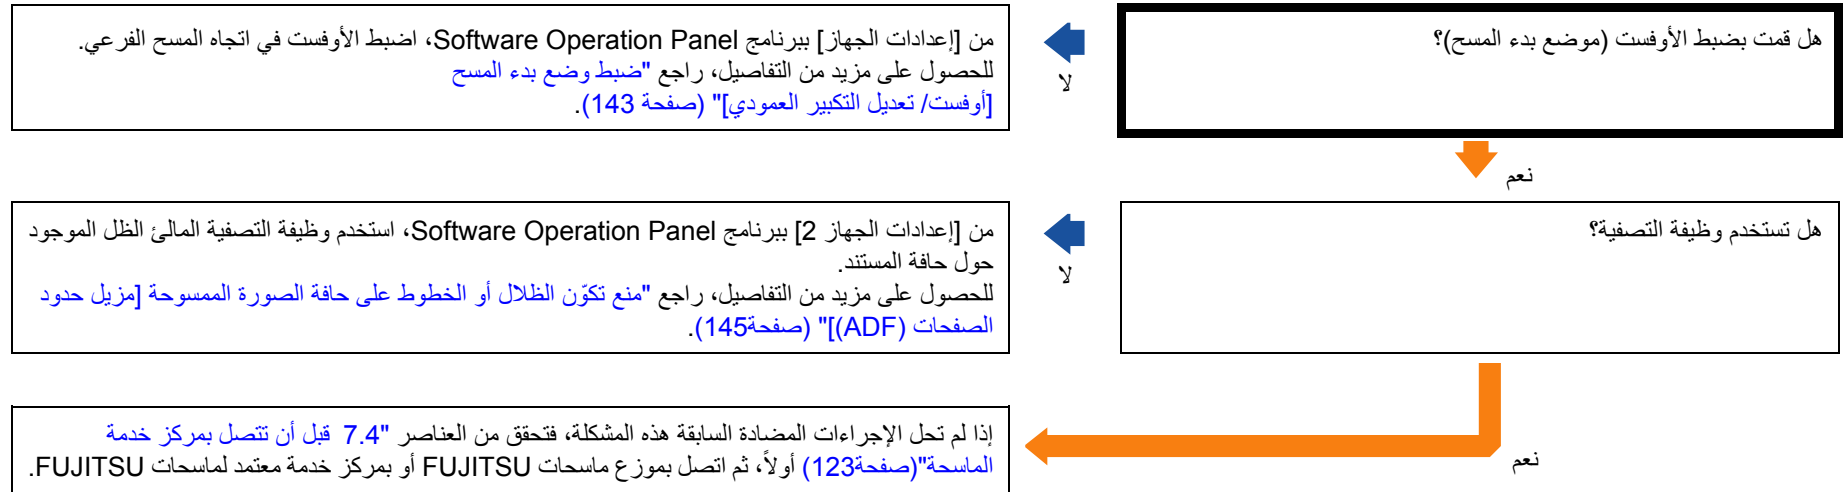 هل قمت بضبط الأوفست (موضع بدء المسح)؟
لا
من [إعدادات الجهاز] ببرنامج Software Operation Panel، اضبط الأوفست في اتجاه المسح الفرعي.
للحصول على مزيد من التفاصيل، راجع "ضبط وضع بدء المسح
[أوفست/ تعديل التكبير العمودي]" (صفحة 143).
نعم
هل تستخدم وظيفة التصفية؟
لا
من [إعدادات الجهاز 2] ببرنامج Software Operation Panel، استخدم وظيفة التصفية المالئ الظل الموجود
حول حافة المستند.
للحصول على مزيد من التفاصيل، راجع "منع تكوّن الظلال أو الخطوط على حافة الصورة الممسوحة [مزيل حدود
الصفحات (ADF)]" (صفحة145).
نعم
إذا لم تحل الإجراءات المضادة السابقة هذه المشكلة، فتحقق من العناصر "7.4 قبل أن تتصل بمركز خدمة
الماسحة"(صفحة123) أولاً، ثم اتصل بموزع ماسحات FUJITSU أو بمركز خدمة معتمد لماسحات FUJITSU.